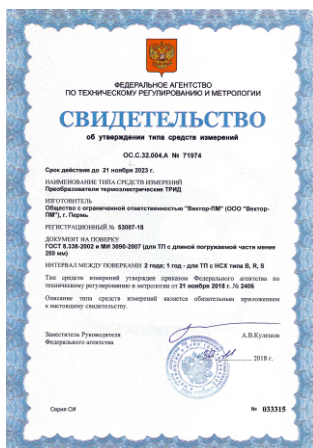 ФЕДЕРАЛЬНОЕ АГЕНТСТВО
ПО ТЕХНИЧЕСКОМУ РЕГУЛИРОВАНИЮ И МЕТРОЛОГИИ
СВИДЕТЕЛЬСТВО
об утверждении типа средств измерений
OC.C.32.004.A № 71974
Срок действия до 21 ноября 2023 г.
НАИМЕНОВАНИЕ ТИПА СРЕДСТВ ИЗМЕРЕНИЙ
Преобразователи термоэлектрические ТРИД
ИЗГОТОВИТЕЛЬ
Общество с ограниченной ответственностью "Вектор-ПМ" (ООО "Вектор-
ПМ"), г. Пермь
РЕГИСТРАЦИОННЫЙ № 53007-18
ДОКУМЕНТ НА ПОВЕРКУ
ГОСТ 8.338-2002 и МИ 3090-2007 (для ТП с длиной погружаемой части менее
250 мм)
ИНТЕРВАЛ МЕЖДУ ПОВЕРКАМИ 2 года; 1 год - для ТП с НСХ типа B, R, S
Тип средств измерений утвержден приказом Федерального агентства по
техническому регулированию и метрологии от 21 ноября 2018 г. № 2406
Описание типа средств измерений является обязательным приложением
к настоящему свидетельству.
Заместитель Руководителя
Федерального агентства
А.В.Кулешов
11 2018 г.
Серия СИ
№ 033315